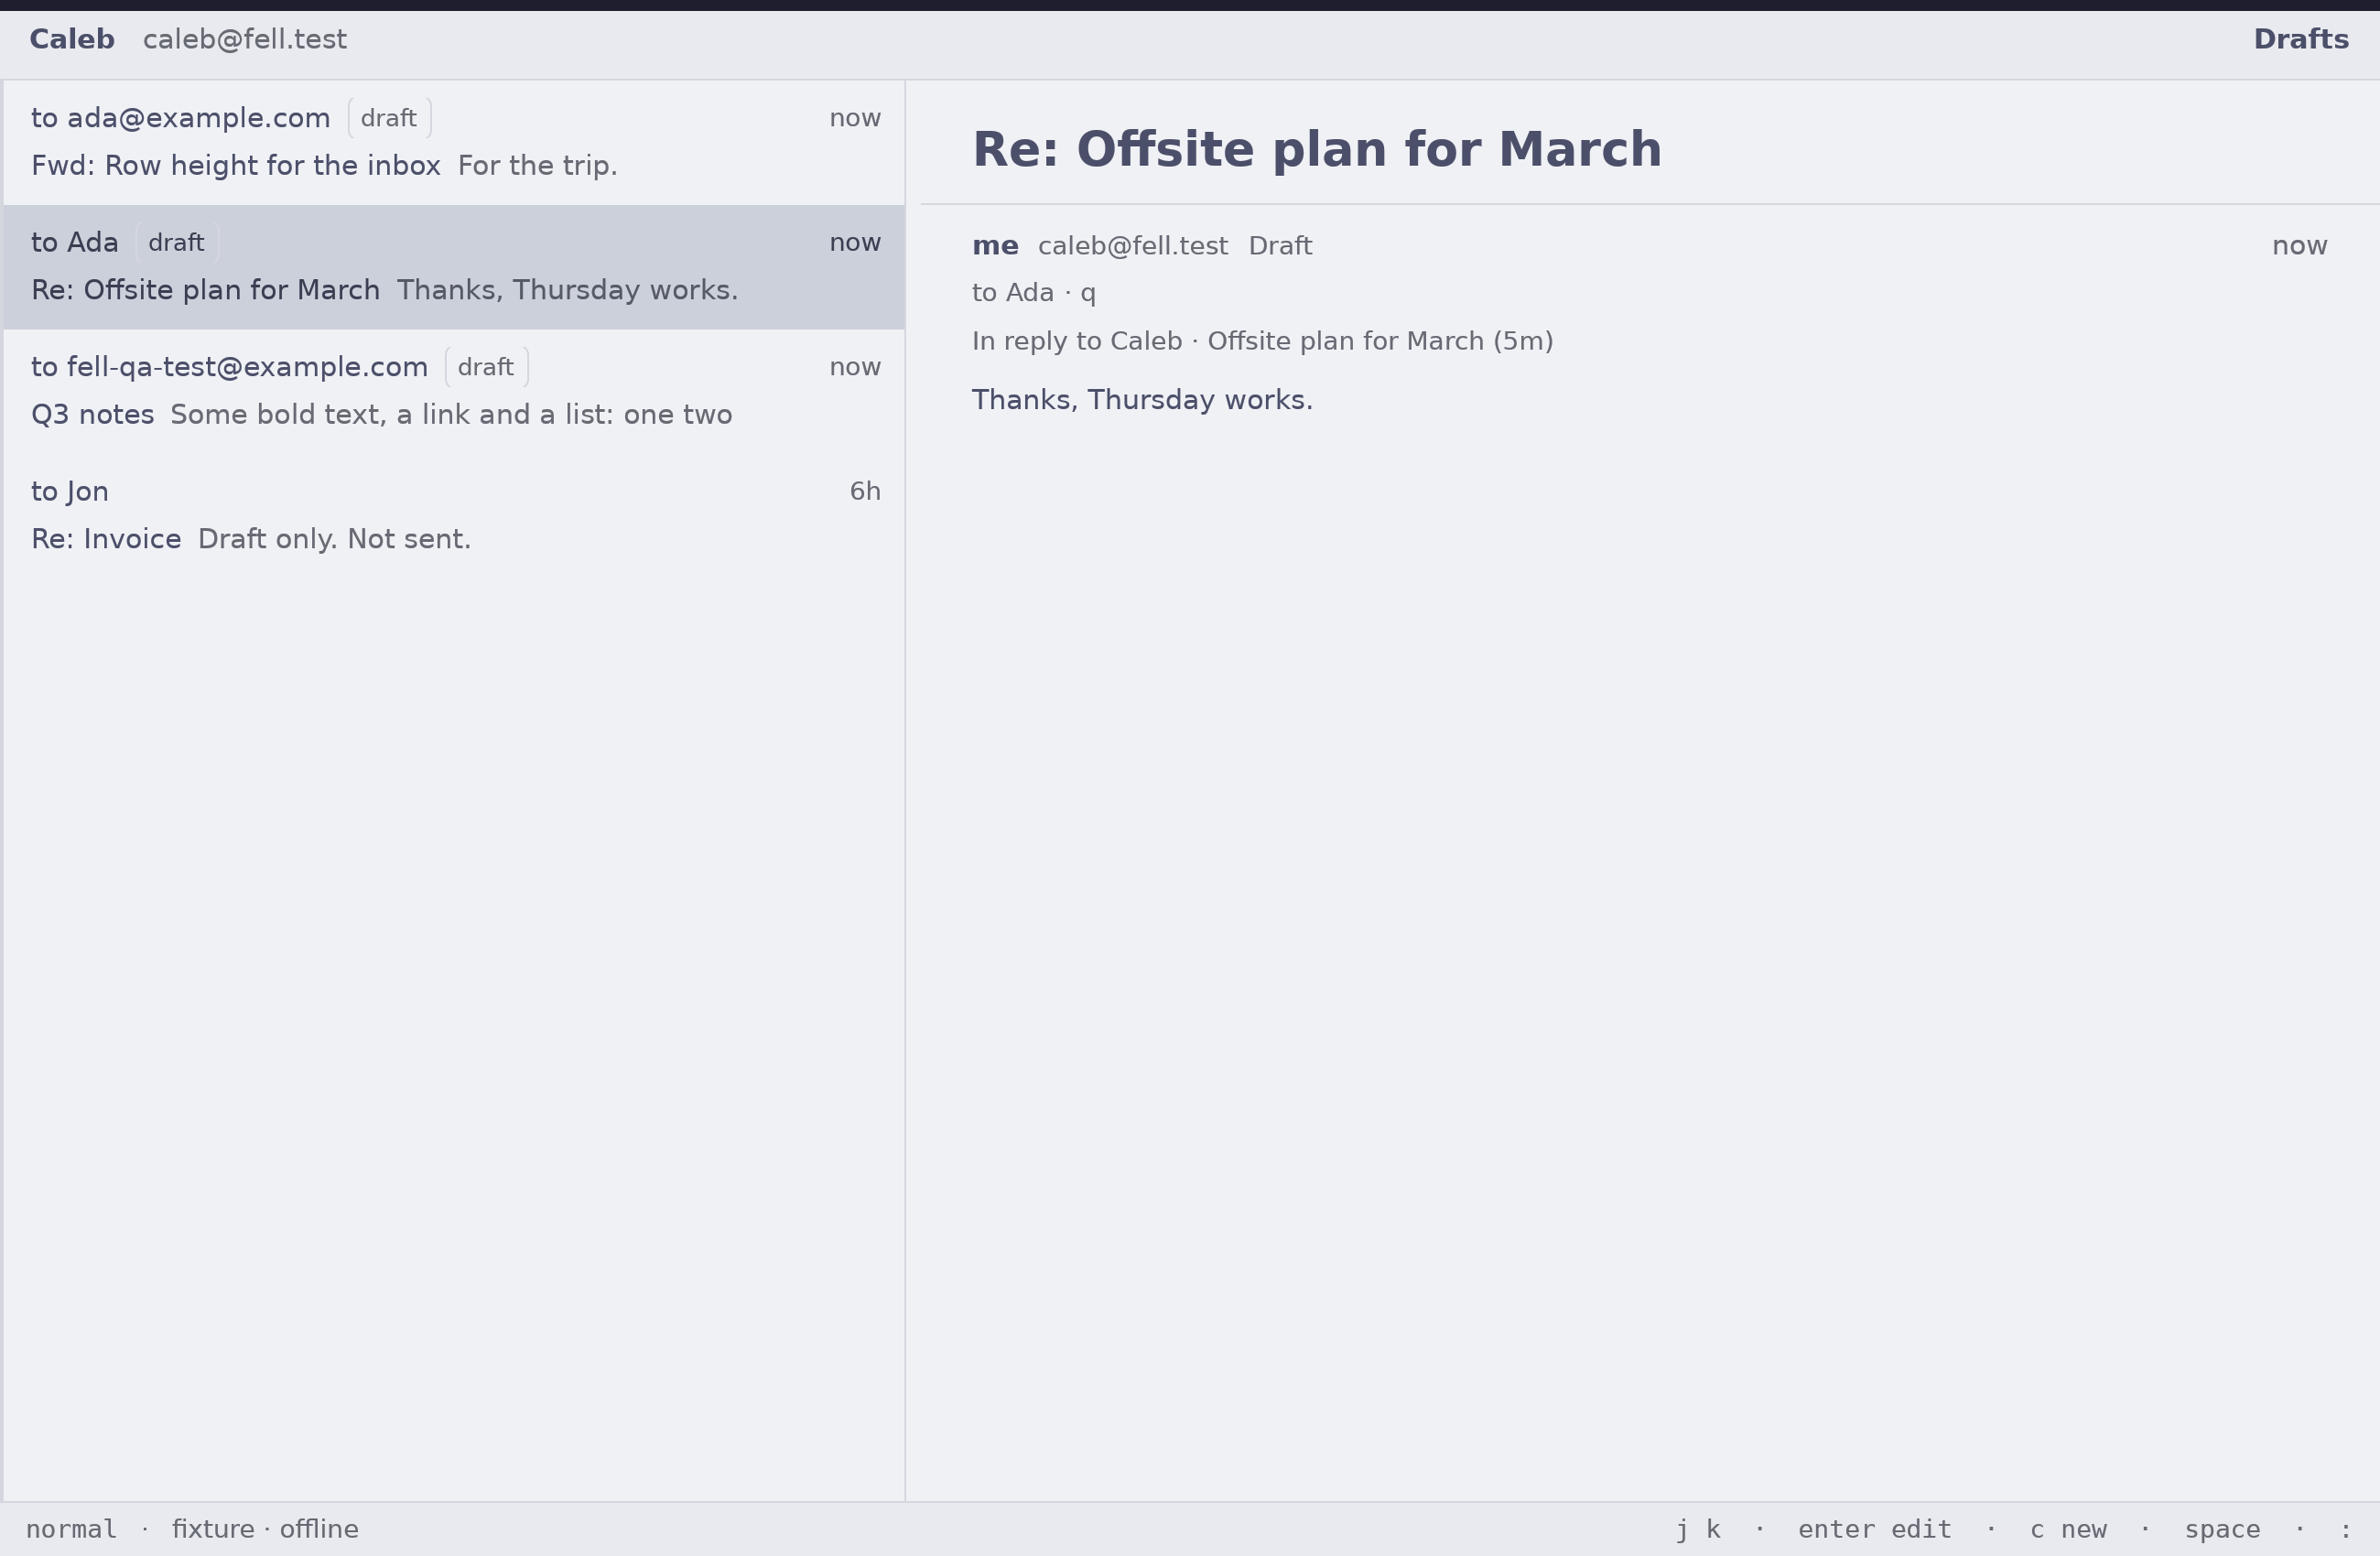 Caleb caleb@fell.test Drafts
to ada@example.com draft now
Fwd: Row height for the inbox For the trip.
to Ada draft now
Re: Offsite plan for March Thanks, Thursday works.
to fell-qa-test@example.com draft now
Q3 notes Some bold text, a link and a list: one two
to Jon 6h
Re: Invoice Draft only. Not sent.
Re: Offsite plan for March
me caleb@fell.test Draft now
to Ada · q
In reply to Caleb · Offsite plan for March (5m)
Thanks, Thursday works.
normal · fixture · offline j k · enter edit · c new · space · :